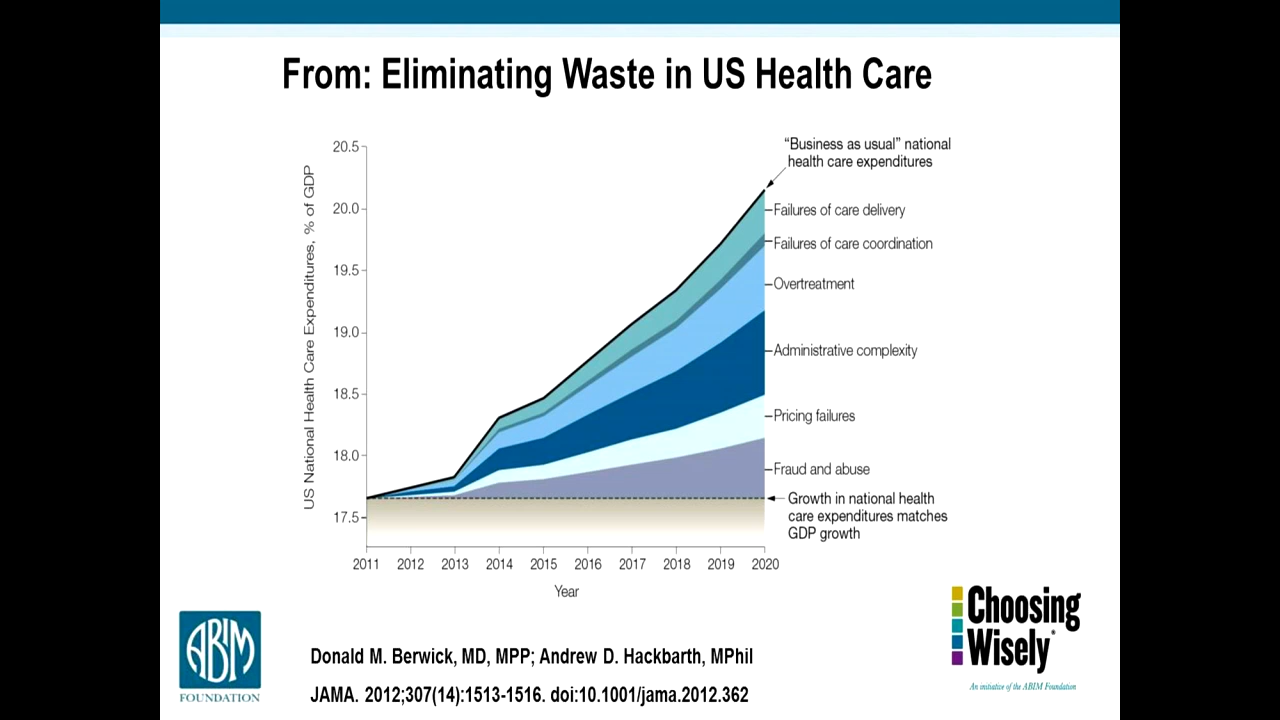 From: Eliminating Waste in US Health Care
"Business as usual" national
health care expenditures
20.5
20.0
19.5
19.0
18.5
18.0
17.5
US National Health Care Expenditures, % of GDP
Failures of care delivery
Failures of care coordination
Overtreatment
Administrative complexity
Pricing failures
Fraud and abuse
Growth in national health
care expenditures matches
GDP growth
2011 2012 2013 2014 2015 2016 2017 2018 2019 2020
Year
ABIM
FOUNDATION
Choosing
Wisely®
An initiative of the ABIM Foundation
Donald M. Berwick, MD, MPP; Andrew D. Hackbarth, MPhil
JAMA. 2012;307(14):1513-1516. doi:10.1001/jama.2012.362